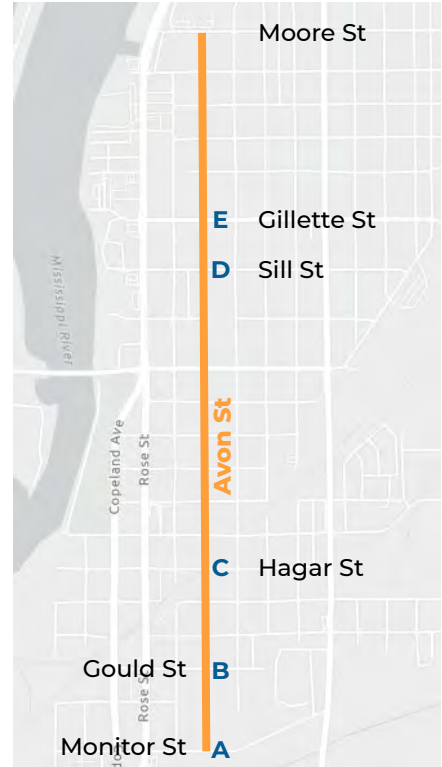 Moore St
E Gillette St
D Sill St
Mississippi River
Avon St
Copeland Ave
Rose St
C Hagar St
Gould St B
Rose St
Monitor St A